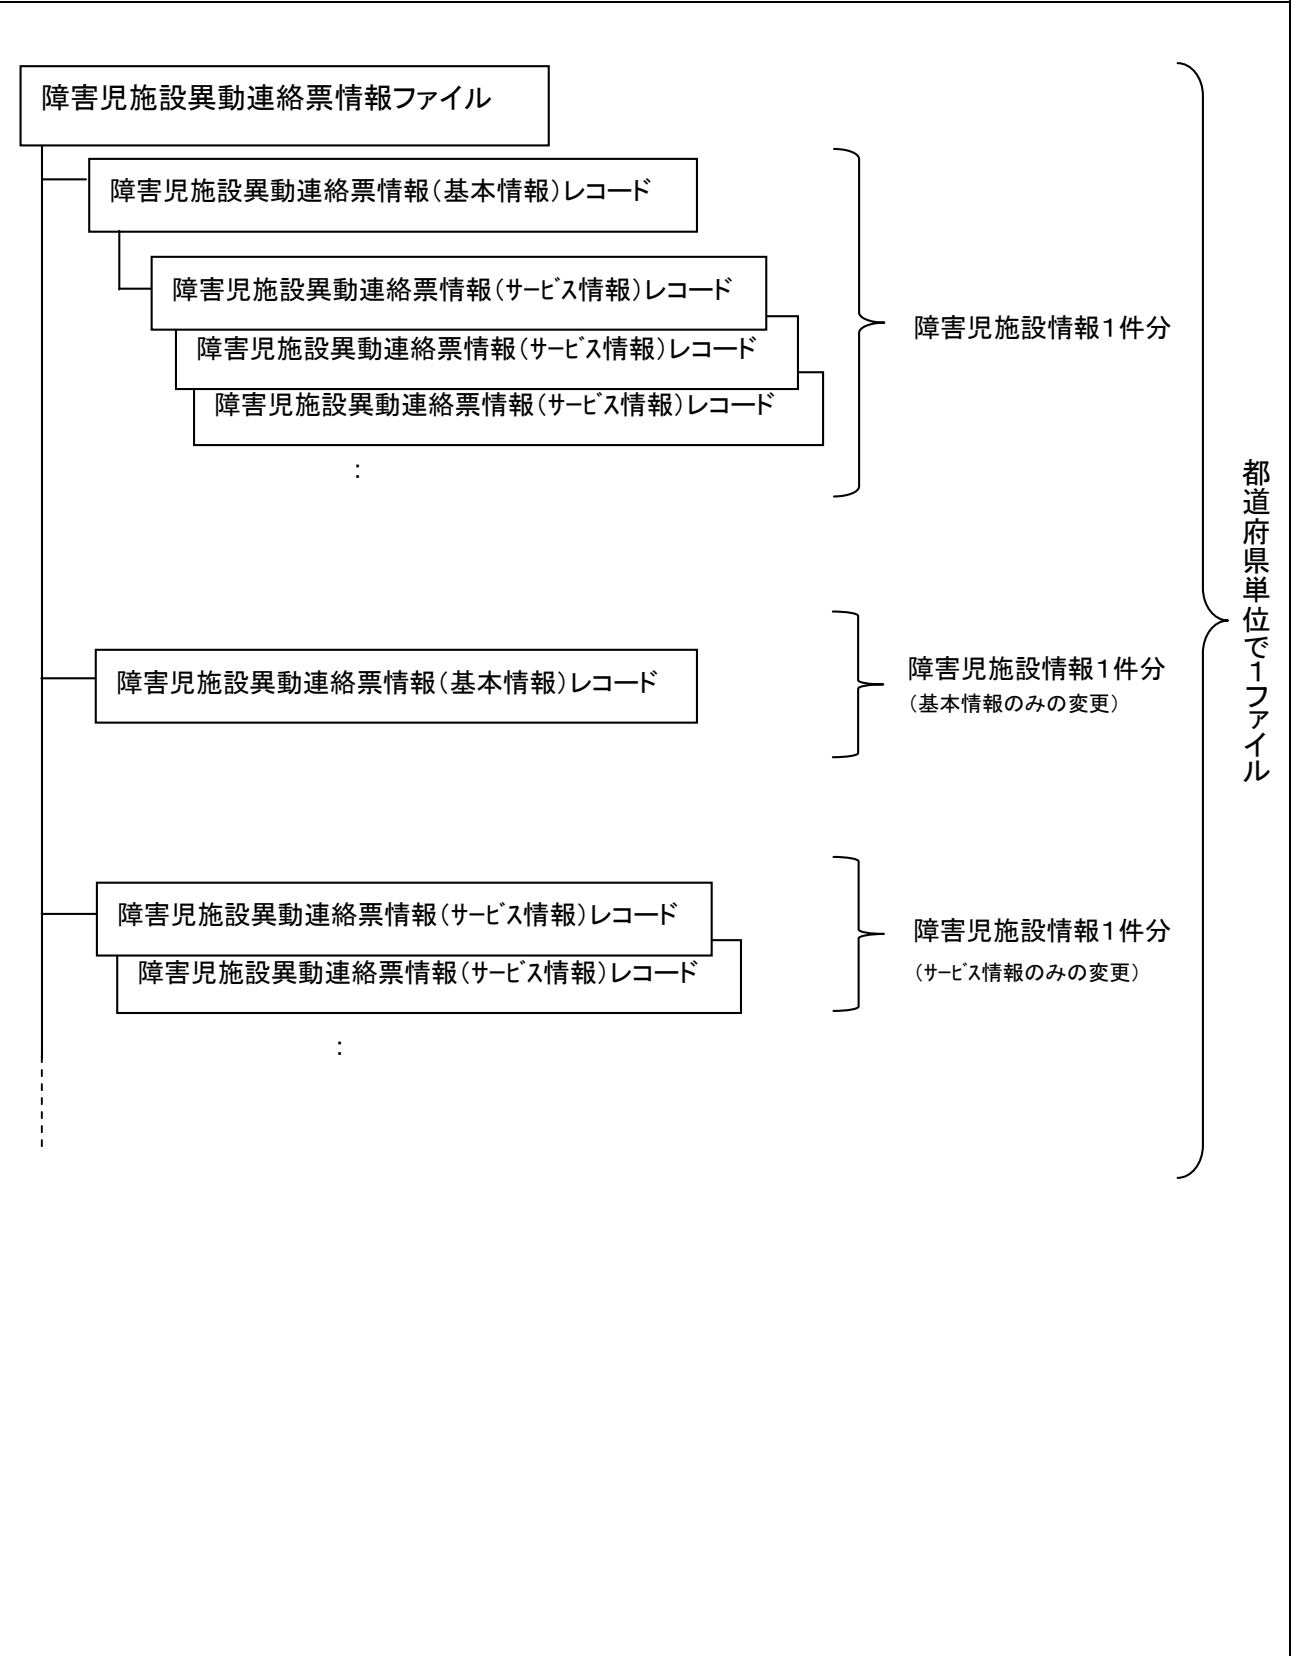 障害児施設異動連絡票情報ファイル
障害児施設異動連絡票情報(基本情報)レコード
障害児施設異動連絡票情報(ｻｰﾋﾞｽ情報)レコード
障害児施設異動連絡票情報(ｻｰﾋﾞｽ情報)レコード
障害児施設異動連絡票情報(ｻｰﾋﾞｽ情報)レコード
:
障害児施設情報1件分
障害児施設異動連絡票情報(基本情報)レコード
障害児施設情報1件分
(基本情報のみの変更)
障害児施設異動連絡票情報(ｻｰﾋﾞｽ情報)レコード
障害児施設異動連絡票情報(ｻｰﾋﾞｽ情報)レコード
:
障害児施設情報1件分
(ｻｰﾋﾞｽ情報のみの変更)
都道府県単位で1ファイル